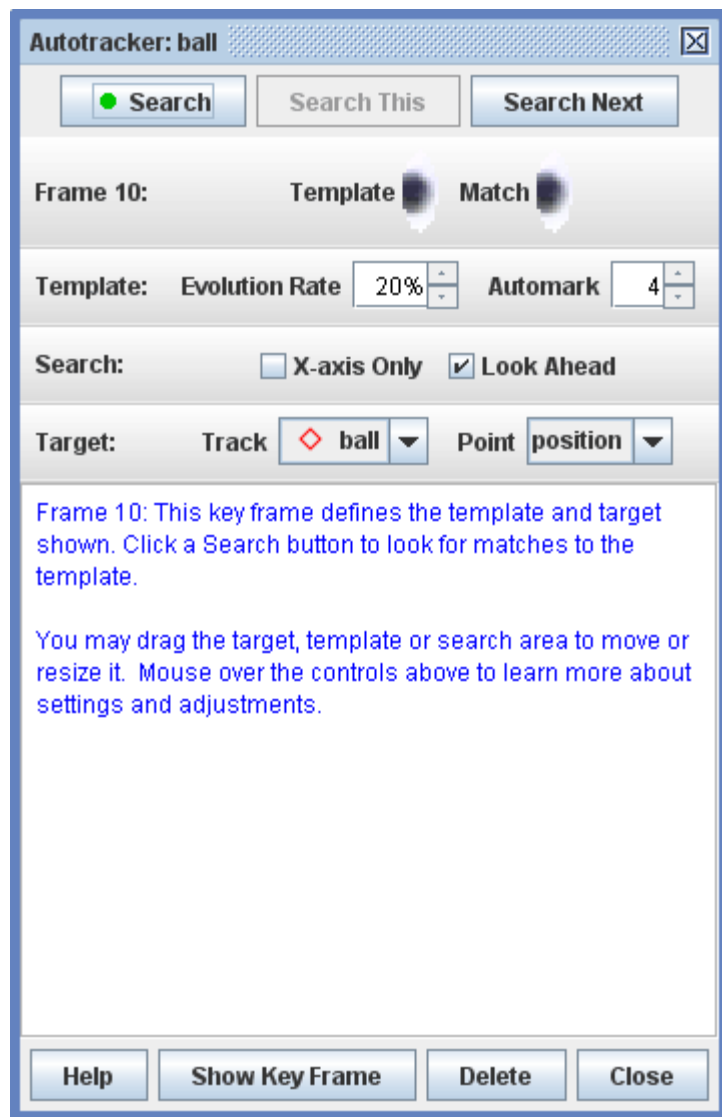 Autotracker: ball
Search Search This Search Next
Frame 10: Template Match
Template: Evolution Rate 20% Automark 4
Search: X-axis Only Look Ahead
Target: Track ball Point position
Frame 10: This key frame defines the template and target
shown. Click a Search button to look for matches to the
template.
You may drag the target, template or search area to move or
resize it.  Mouse over the controls above to learn more about
settings and adjustments.
Help Show Key Frame Delete Close